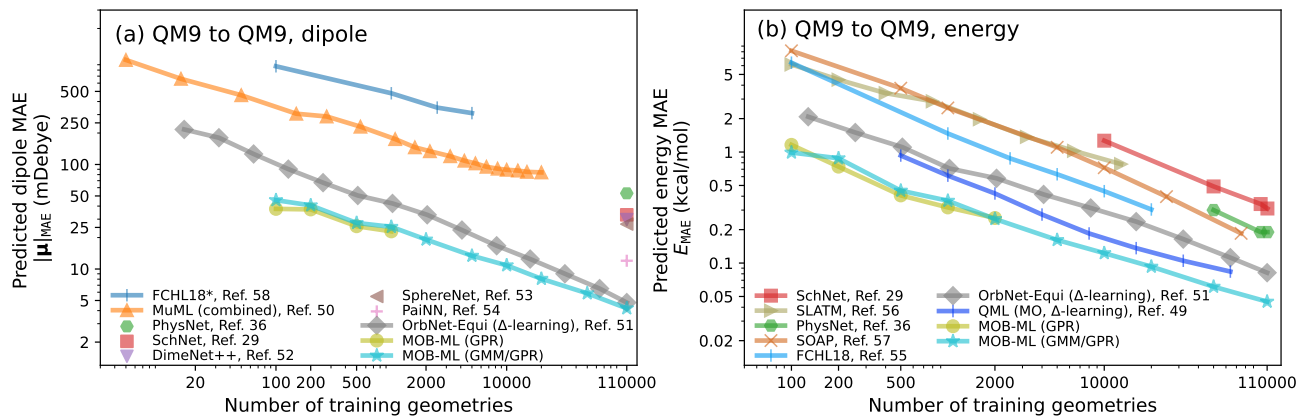 (a) QM9 to QM9, dipole
Predicted dipole MAE
|μ|MAE (mDebye)
500
250
100
50
25
10
5
2
FCHL18*, Ref. 58
MuML (combined), Ref. 50
PhysNet, Ref. 36
SchNet, Ref. 29
DimeNet++, Ref. 52
SphereNet, Ref. 53
PaiNN, Ref. 54
OrbNet-Equi (Δ-learning), Ref. 51
MOB-ML (GPR)
MOB-ML (GMM/GPR)
20
100
200
500
2000
10000
110000
Number of training geometries
(b) QM9 to QM9, energy
Predicted energy MAE
EMAE (kcal/mol)
5
2
1
0.5
0.2
0.1
0.05
0.02
SchNet, Ref. 29
SLATM, Ref. 56
PhysNet, Ref. 36
SOAP, Ref. 57
FCHL18, Ref. 55
OrbNet-Equi (Δ-learning), Ref. 51
QML (MO, Δ-learning), Ref. 49
MOB-ML (GPR)
MOB-ML (GMM/GPR)
100
200
500
2000
10000
110000
Number of training geometries